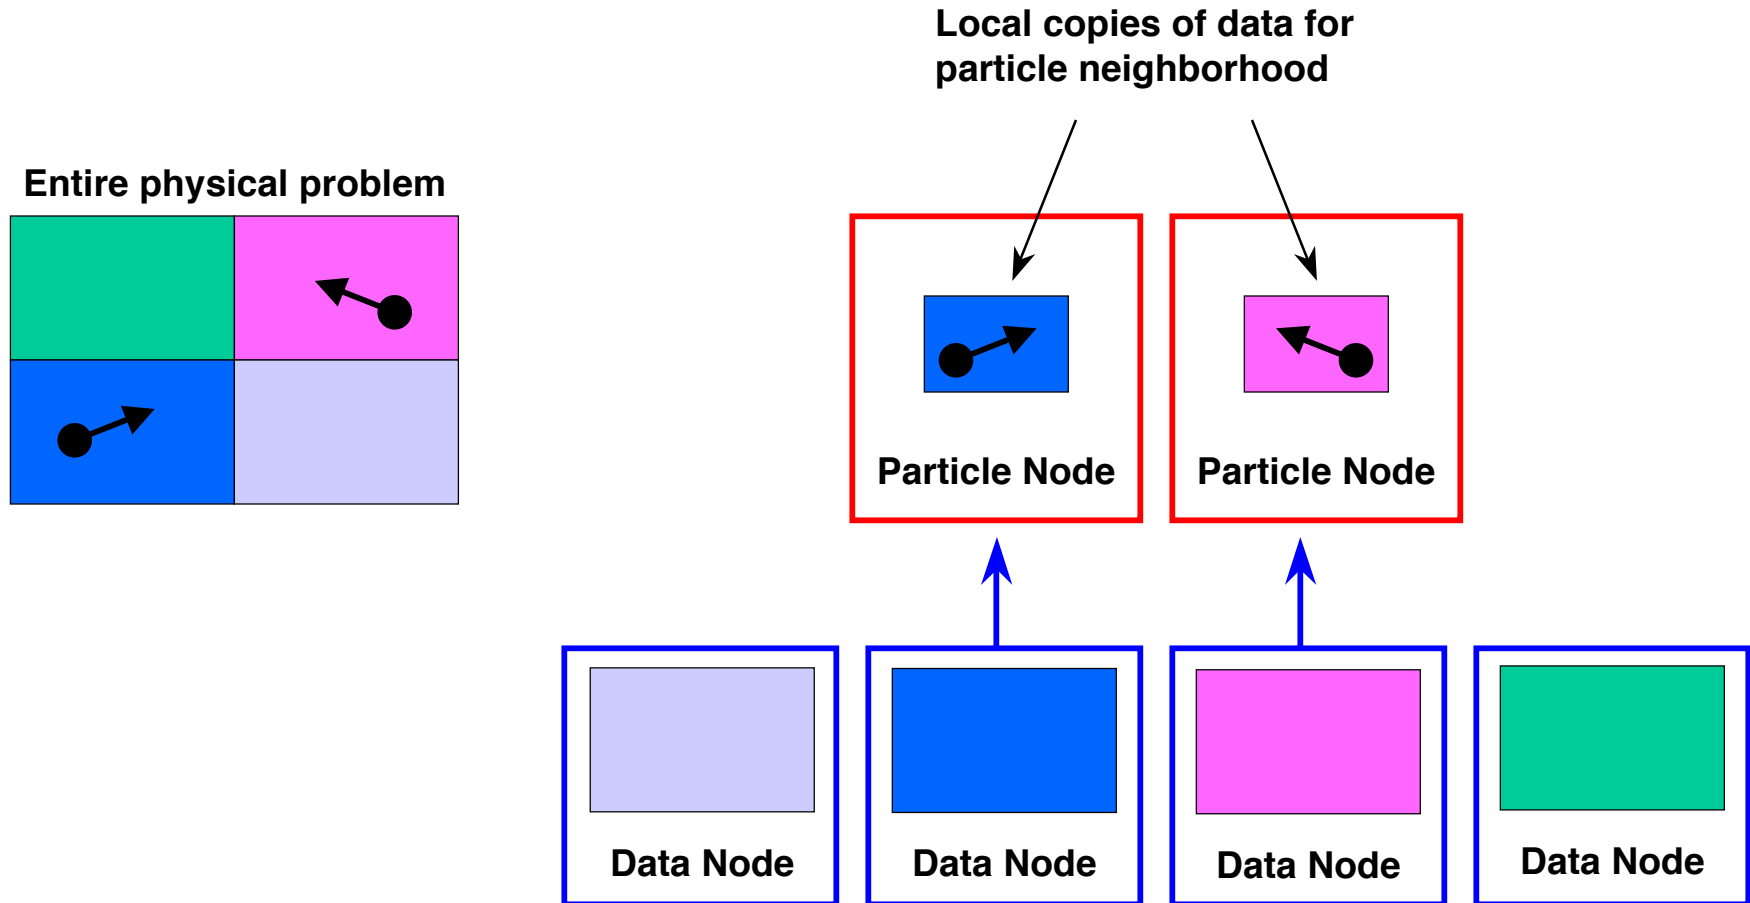 Local copies of data for
particle neighborhood
Entire physical problem
Particle Node
Particle Node
Data Node
Data Node
Data Node
Data Node